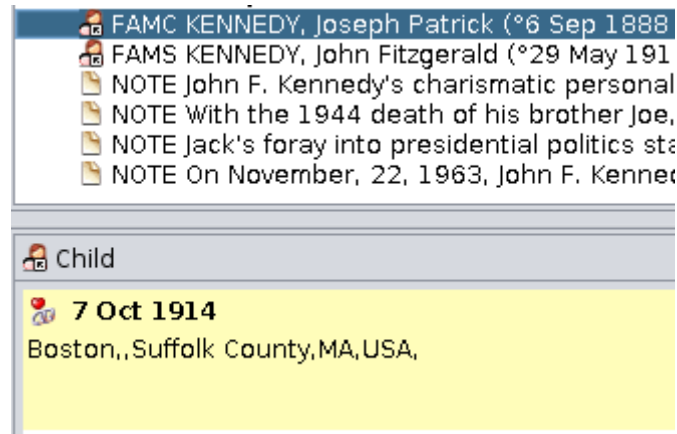 FAMC KENNEDY, Joseph Patrick (°6 Sep 1888
FAMS KENNEDY, John Fitzgerald (°29 May 191
NOTE John F. Kennedy's charismatic personal
NOTE With the 1944 death of his brother Joe,
NOTE Jack's foray into presidential politics sta
NOTE On November, 22, 1963, John F. Kenned
Child
7 Oct 1914
Boston,,Suffolk County,MA,USA,